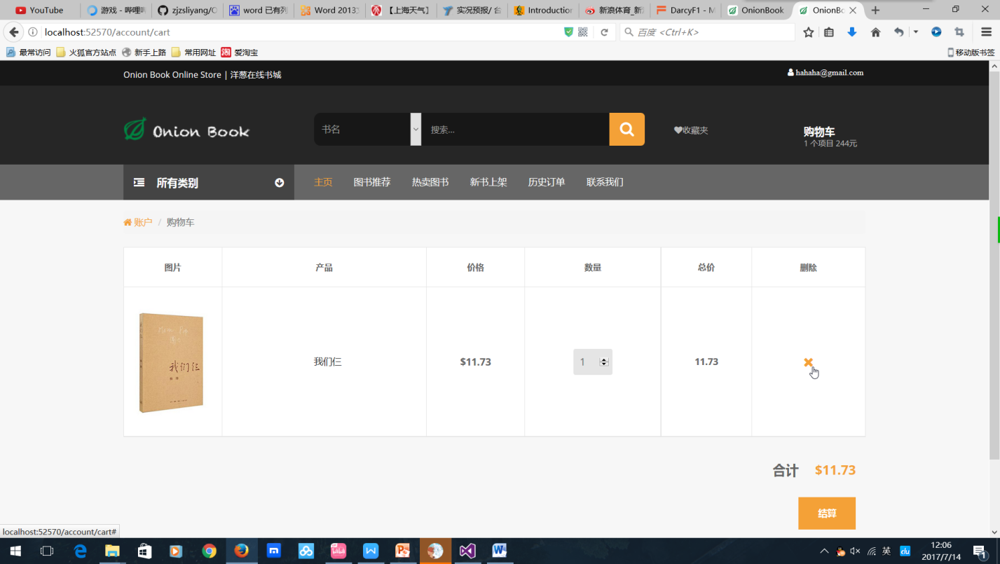 YouTube
游戏 - 哔哩哔
zjzsliyang/O
word 已有列
Word 2013
【上海天气】
实况预报/ 台
Introduction
新浪体育_新
DarcyF1 - M
OnionBook
OnionBo
localhost:52570/account/cart
百度 <Ctrl+K>
最常访问
火狐官方站点
新手上路
常用网址
淘
爱淘宝
移动版书签
Onion Book Online Store | 洋葱在线书城
hahaha@gmail.com
Onion Book
书名
搜索...
收藏夹
购物车
1 个项目 244元
所有类别
主页
图书推荐
热卖图书
新书上架
历史订单
联系我们
账户 / 购物车
图片
产品
价格
数量
总价
删除
我们仨
我们仨
$11.73
1
11.73
合计 $11.73
结算
localhost:52570/account/cart#
英
du
12:06
2017/7/14
1